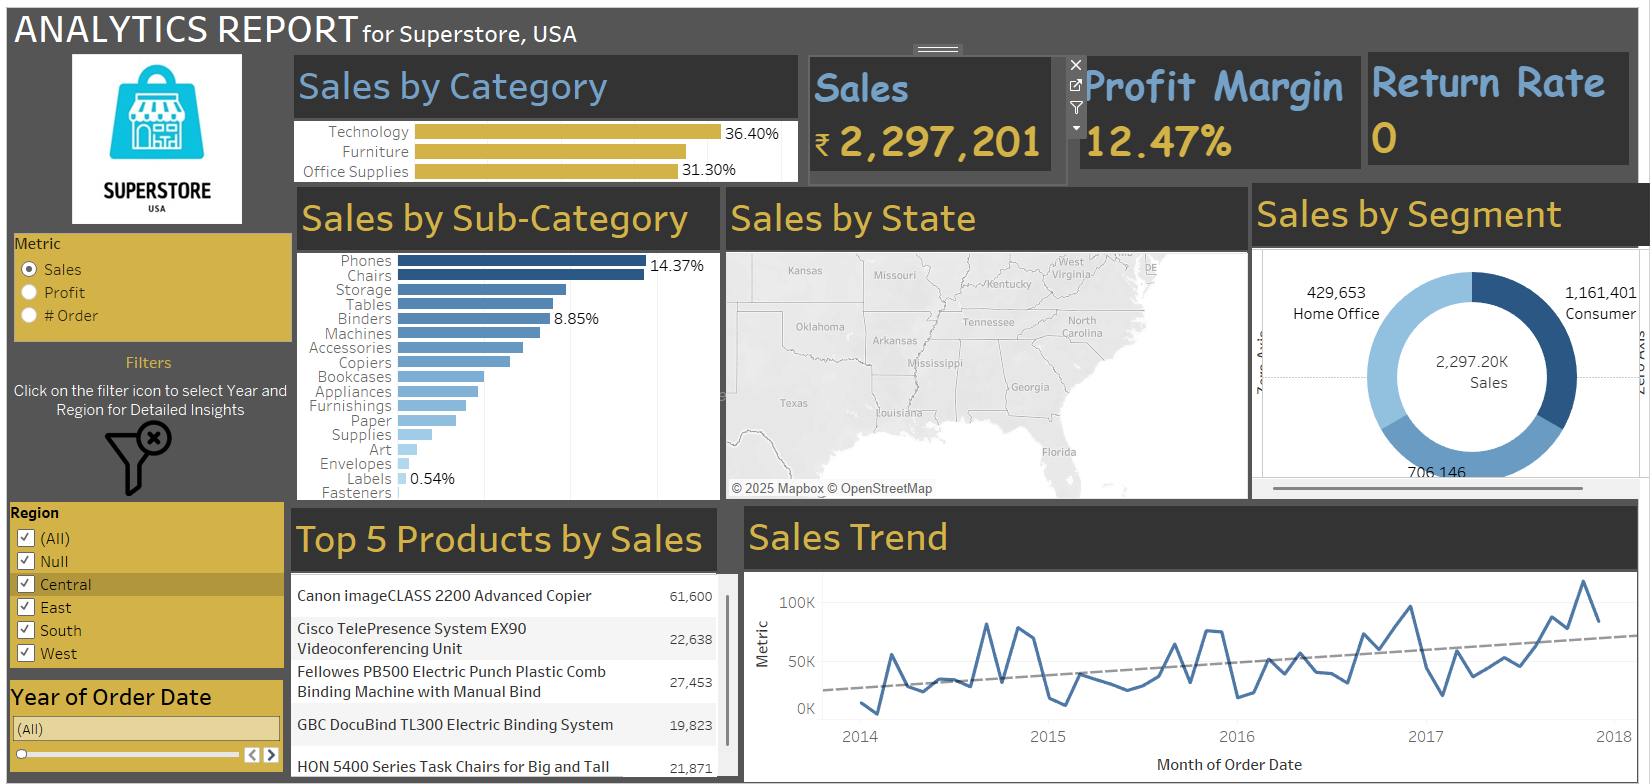 ANALYTICS REPORT for Superstore, USA
SUPERSTORE
USA
Metric
Sales
Profit
# Order
Filters
Click on the filter icon to select Year and
Region for Detailed Insights
Region
(All)
Null
Central
East
South
West
Year of Order Date
(All)
Sales by Category
Technology
36.40%
Furniture
Office Supplies
31.30%
Sales
₹ 2,297,201
Profit Margin
12.47%
Return Rate
0
Sales by Sub-Category
Phones
14.37%
Chairs
Storage
Tables
Binders
8.85%
Machines
Accessories
Copiers
Bookcases
Appliances
Furnishings
Paper
Supplies
Art
Envelopes
Labels
0.54%
Fasteners
Sales by State
Kansas
Missouri
West
Virginia
DE
Kentucky
Oklahoma
Tennessee
North
Carolina
Arkansas
Mississippi
Georgia
Texas
Louisiana
Florida
© 2025 Mapbox © OpenStreetMap
Sales by Segment
429,653
Home Office
1,161,401
Consumer
2,297.20K
Sales
706,146
Top 5 Products by Sales
Canon imageCLASS 2200 Advanced Copier
61,600
Cisco TelePresence System EX90
Videoconferencing Unit
22,638
Fellowes PB500 Electric Punch Plastic Comb
Binding Machine with Manual Bind
27,453
GBC DocuBind TL300 Electric Binding System
19,823
HON 5400 Series Task Chairs for Big and Tall
21,871
Sales Trend
Metric
100K
50K
0K
2014
2015
2016
2017
2018
Month of Order Date